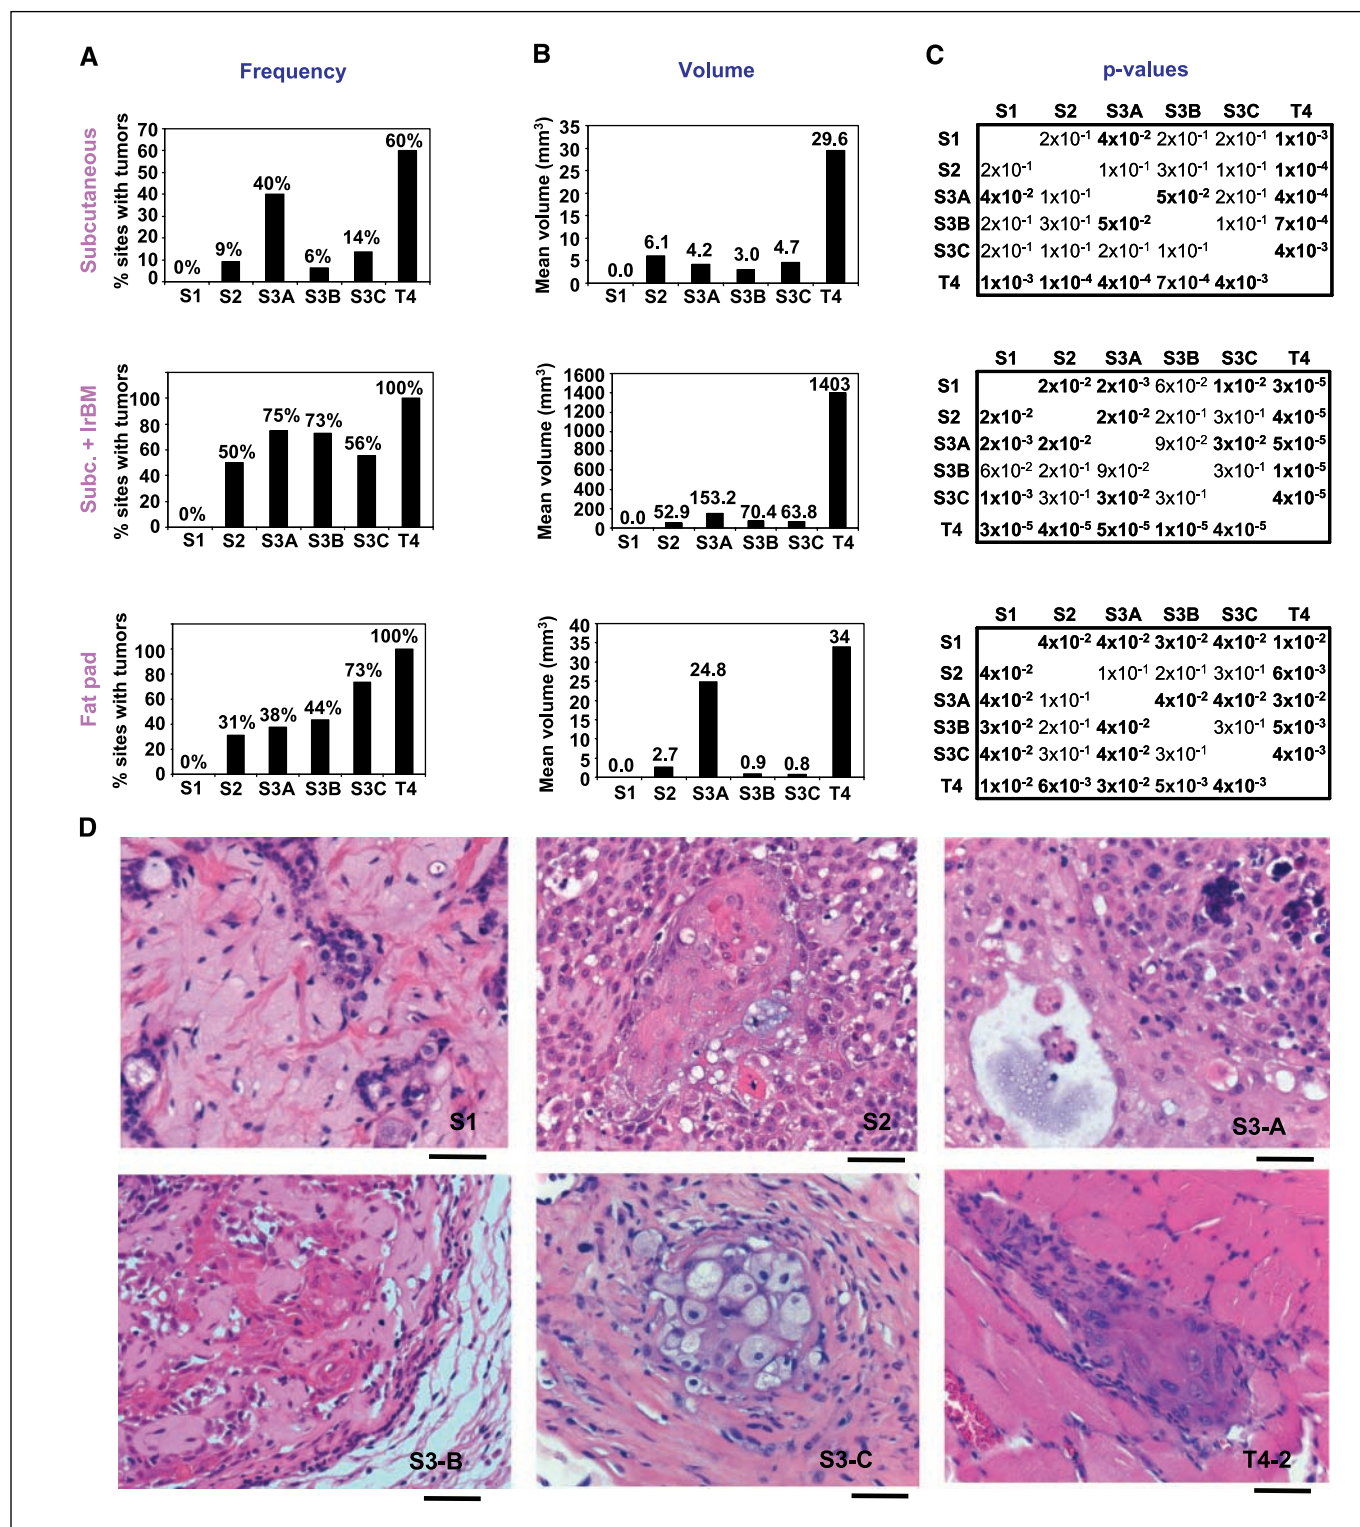 A
Frequency
Subcutaneous
% sites with tumors
70
60
50
40
30
20
10
0
0%
9%
40%
6%
14%
60%
S1 S2 S3A S3B S3C T4
Subc. + lrBM
% sites with tumors
100
80
60
40
20
0
0%
50%
75%
73%
56%
100%
S1 S2 S3A S3B S3C T4
Fat pad
% sites with tumors
100
80
60
40
20
0
0%
31%
38%
44%
73%
100%
S1 S2 S3A S3B S3C T4
B
Volume
Mean volume (mm³)
35
30
25
20
15
10
5
0
0.0
6.1
4.2
3.0
4.7
29.6
S1 S2 S3A S3B S3C T4
Mean volume (mm³)
1600
1400
1200
1000
800
600
400
200
0
0.0
52.9
153.2
70.4
63.8
1403
S1 S2 S3A S3B S3C T4
Mean volume (mm³)
40
35
30
25
20
15
10
5
0
0.0
2.7
24.8
0.9
0.8
34
S1 S2 S3A S3B S3C T4
C
p-values
S1 S2 S3A S3B S3C T4
S1 2x10⁻¹ 4x10⁻² 2x10⁻¹ 2x10⁻¹ 1x10⁻³
S2 2x10⁻¹ 1x10⁻¹ 3x10⁻¹ 1x10⁻¹ 1x10⁻⁴
S3A 4x10⁻² 1x10⁻¹ 5x10⁻² 2x10⁻¹ 4x10⁻⁴
S3B 2x10⁻¹ 3x10⁻¹ 5x10⁻² 1x10⁻¹ 7x10⁻⁴
S3C 2x10⁻¹ 1x10⁻¹ 2x10⁻¹ 1x10⁻¹ 4x10⁻³
T4 1x10⁻³ 1x10⁻⁴ 4x10⁻⁴ 7x10⁻⁴ 4x10⁻³
S1 S2 S3A S3B S3C T4
S1 2x10⁻² 2x10⁻³ 6x10⁻² 1x10⁻² 3x10⁻⁵
S2 2x10⁻² 2x10⁻² 2x10⁻¹ 3x10⁻¹ 4x10⁻⁵
S3A 2x10⁻³ 2x10⁻² 9x10⁻² 3x10⁻² 5x10⁻⁵
S3B 6x10⁻² 2x10⁻¹ 9x10⁻² 3x10⁻¹ 1x10⁻⁵
S3C 1x10⁻³ 3x10⁻¹ 3x10⁻² 3x10⁻¹ 4x10⁻⁵
T4 3x10⁻⁵ 4x10⁻⁵ 5x10⁻⁵ 1x10⁻⁵ 4x10⁻⁵
S1 S2 S3A S3B S3C T4
S1 4x10⁻² 4x10⁻² 3x10⁻² 4x10⁻² 1x10⁻²
S2 4x10⁻² 1x10⁻¹ 2x10⁻¹ 3x10⁻¹ 6x10⁻³
S3A 4x10⁻² 1x10⁻¹ 4x10⁻² 4x10⁻² 3x10⁻²
S3B 3x10⁻² 2x10⁻¹ 4x10⁻² 3x10⁻¹ 5x10⁻³
S3C 4x10⁻² 3x10⁻¹ 4x10⁻² 3x10⁻¹ 4x10⁻³
T4 1x10⁻² 6x10⁻³ 3x10⁻² 5x10⁻³ 4x10⁻³
D
S1
S2
S3-A
S3-B
S3-C
T4-2